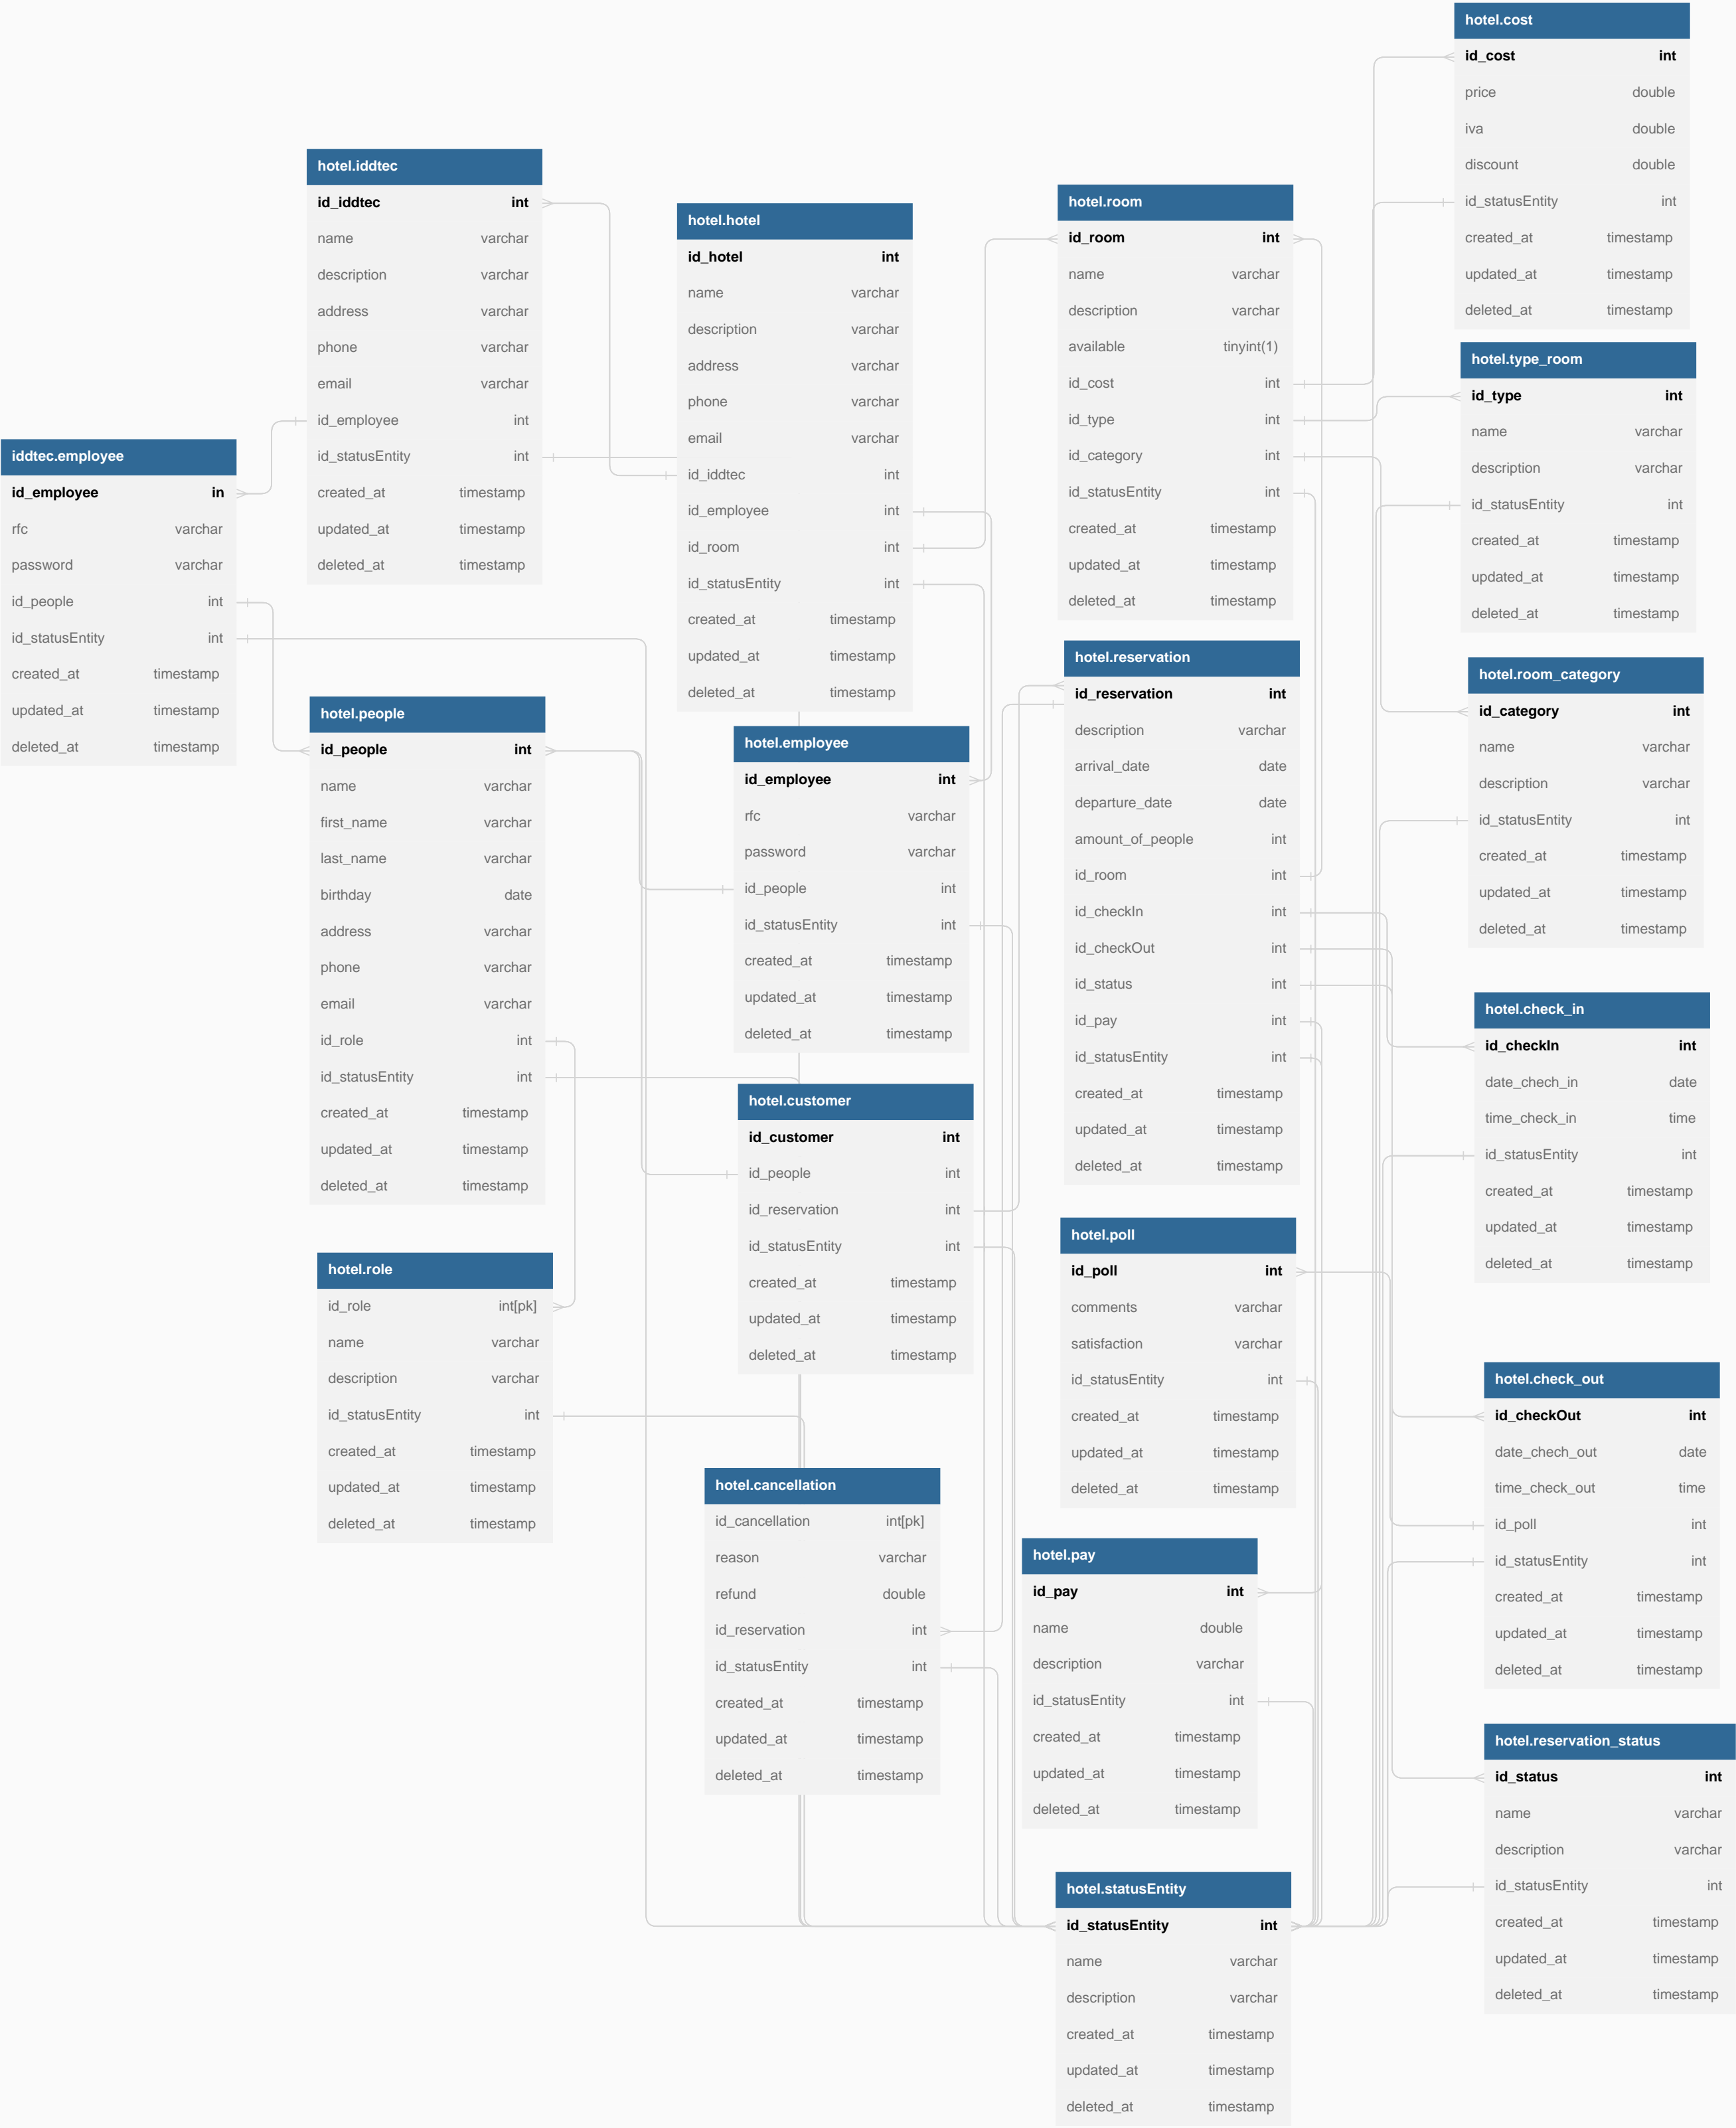 hotel.cost
id_cost int
price double
iva double
discount double
id_statusEntity int
created_at timestamp
updated_at timestamp
deleted_at timestamp
hotel.iddtec
id_iddtec int
name varchar
description varchar
address varchar
phone varchar
email varchar
id_employee int
id_statusEntity int
created_at timestamp
updated_at timestamp
deleted_at timestamp
hotel.hotel
id_hotel int
name varchar
description varchar
address varchar
phone varchar
email varchar
id_iddtec int
id_employee int
id_room int
id_statusEntity int
created_at timestamp
updated_at timestamp
deleted_at timestamp
hotel.room
id_room int
name varchar
description varchar
available tinyint(1)
id_cost int
id_type int
id_category int
id_statusEntity int
created_at timestamp
updated_at timestamp
deleted_at timestamp
hotel.type_room
id_type int
name varchar
description varchar
id_statusEntity int
created_at timestamp
updated_at timestamp
deleted_at timestamp
iddtec.employee
id_employee in
rfc varchar
password varchar
id_people int
id_statusEntity int
created_at timestamp
updated_at timestamp
deleted_at timestamp
hotel.people
id_people int
name varchar
first_name varchar
last_name varchar
birthday date
address varchar
phone varchar
email varchar
id_role int
id_statusEntity int
created_at timestamp
updated_at timestamp
deleted_at timestamp
hotel.employee
id_employee int
rfc varchar
password varchar
id_people int
id_statusEntity int
created_at timestamp
updated_at timestamp
deleted_at timestamp
hotel.reservation
id_reservation int
description varchar
arrival_date date
departure_date date
amount_of_people int
id_room int
id_checkIn int
id_checkOut int
id_status int
id_pay int
id_statusEntity int
created_at timestamp
updated_at timestamp
deleted_at timestamp
hotel.room_category
id_category int
name varchar
description varchar
id_statusEntity int
created_at timestamp
updated_at timestamp
deleted_at timestamp
hotel.check_in
id_checkIn int
date_chech_in date
time_check_in time
id_statusEntity int
created_at timestamp
updated_at timestamp
deleted_at timestamp
hotel.customer
id_customer int
id_people int
id_reservation int
id_statusEntity int
created_at timestamp
updated_at timestamp
deleted_at timestamp
hotel.role
id_role int[pk]
name varchar
description varchar
id_statusEntity int
created_at timestamp
updated_at timestamp
deleted_at timestamp
hotel.poll
id_poll int
comments varchar
satisfaction varchar
id_statusEntity int
created_at timestamp
updated_at timestamp
deleted_at timestamp
hotel.check_out
id_checkOut int
date_chech_out date
time_check_out time
id_poll int
id_statusEntity int
created_at timestamp
updated_at timestamp
deleted_at timestamp
hotel.cancellation
id_cancellation int[pk]
reason varchar
refund double
id_reservation int
id_statusEntity int
created_at timestamp
updated_at timestamp
deleted_at timestamp
hotel.pay
id_pay int
name double
description varchar
id_statusEntity int
created_at timestamp
updated_at timestamp
deleted_at timestamp
hotel.reservation_status
id_status int
name varchar
description varchar
id_statusEntity int
created_at timestamp
updated_at timestamp
deleted_at timestamp
hotel.statusEntity
id_statusEntity int
name varchar
description varchar
created_at timestamp
updated_at timestamp
deleted_at timestamp